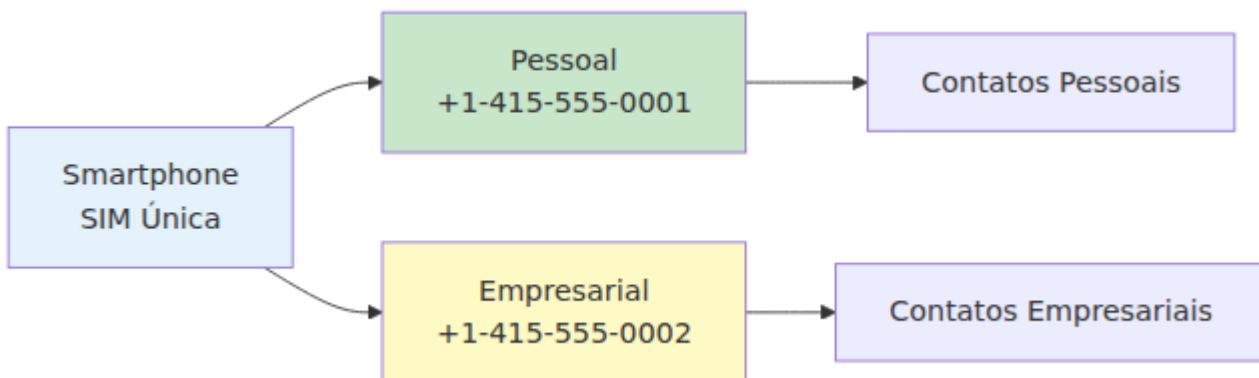 Smartphone
SIM Única
Pessoal
+1-415-555-0001
Contatos Pessoais
Empresarial
+1-415-555-0002
Contatos Empresariais